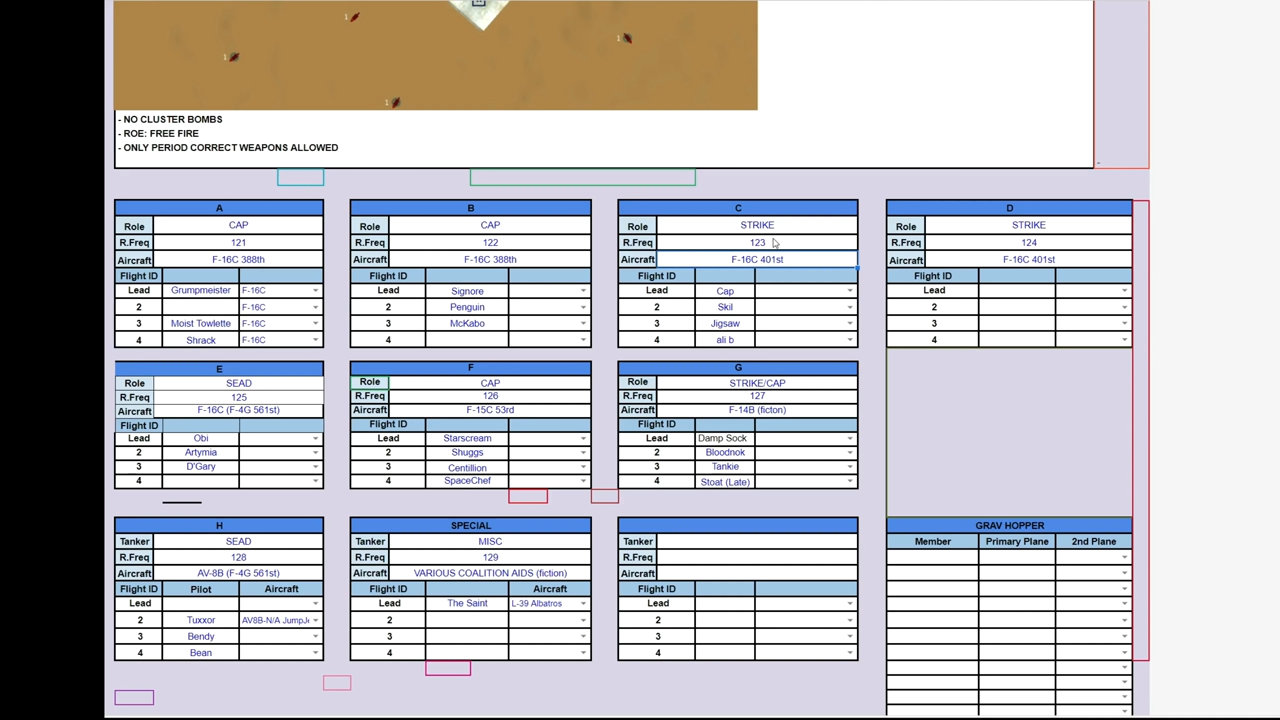 1
1
1
1
- NO CLUSTER BOMBS
- ROE: FREE FIRE
- ONLY PERIOD CORRECT WEAPONS ALLOWED
A
Role CAP
R.Freq 121
Aircraft F-16C 388th
Flight ID
Lead Grumpmeister F-16C
2 F-16C
3 Moist Towlette F-16C
4 Shrack F-16C
B
Role CAP
R.Freq 122
Aircraft F-16C 388th
Flight ID
Lead Signore
2 Penguin
3 McKabo
4
C
Role STRIKE
R.Freq 123
Aircraft F-16C 401st
Flight ID
Lead Cap
2 Skil
3 Jigsaw
4 ali b
D
Role STRIKE
R.Freq 124
Aircraft F-16C 401st
Flight ID
Lead
2
3
4
E
Role SEAD
R.Freq 125
Aircraft F-16C (F-4G 561st)
Flight ID
Lead Obi
2 Artymia
3 D'Gary
4
F
Role CAP
R.Freq 126
Aircraft F-15C 53rd
Flight ID
Lead Starscream
2 Shuggs
3 Centillion
4 SpaceChef
G
Role STRIKE/CAP
R.Freq 127
Aircraft F-14B (ficton)
Flight ID
Lead Damp Sock
2 Bloodnok
3 Tankie
4 Stoat (Late)
H
Tanker SEAD
R.Freq 128
Aircraft AV-8B (F-4G 561st)
Flight ID Pilot Aircraft
Lead
2 Tuxxor AV8B-N/A JumpJ
3 Bendy
4 Bean
SPECIAL
Tanker MISC
R.Freq 129
Aircraft VARIOUS COALITION AIDS (fiction)
Flight ID Aircraft
Lead The Saint L-39 Albatros
2
3
4
Tanker
R.Freq
Aircraft
Flight ID
Lead
2
3
4
GRAV HOPPER
Member Primary Plane 2nd Plane